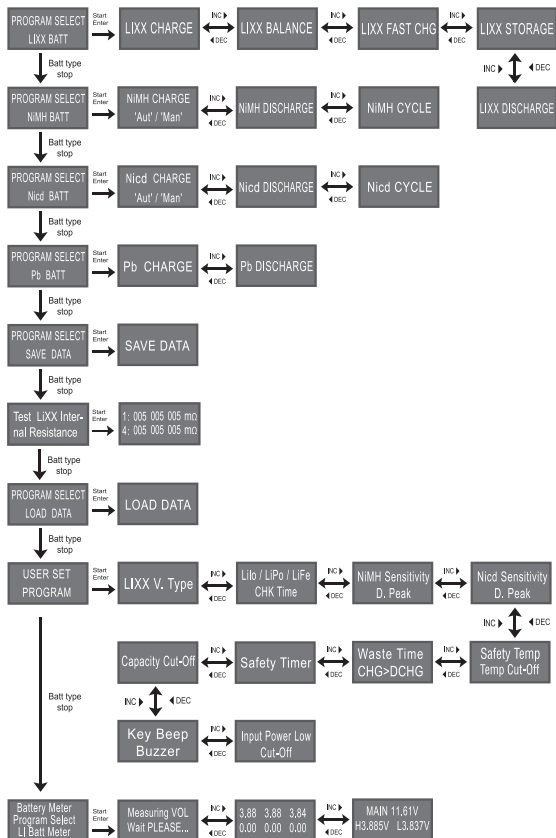 PROGRAM SELECT
LIXX BATT
Start
Enter
LIXX CHARGE
INC
DEC
LIXX BALANCE
INC
DEC
LIXX FAST CHG
INC
DEC
LIXX STORAGE
INC
DEC
LIXX DISCHARGE
Batt type
stop
PROGRAM SELECT
NiMH BATT
Start
Enter
NiMH CHARGE
'Aut' / 'Man'
INC
DEC
NiMH DISCHARGE
INC
DEC
NiMH CYCLE
Batt type
stop
PROGRAM SELECT
Nicd BATT
Start
Enter
Nicd CHARGE
'Aut' / 'Man'
INC
DEC
Nicd DISCHARGE
INC
DEC
Nicd CYCLE
Batt type
stop
PROGRAM SELECT
Pb BATT
Start
Enter
Pb CHARGE
INC
DEC
Pb DISCHARGE
Batt type
stop
PROGRAM SELECT
SAVE DATA
Start
Enter
SAVE DATA
Batt type
stop
Test LiXX Inter-
nal Resistance
Start
Enter
1: 005 005 005 mΩ
4: 005 005 005 mΩ
Batt type
stop
PROGRAM SELECT
LOAD DATA
Start
Enter
LOAD DATA
Batt type
stop
USER SET
PROGRAM
Start
Enter
LIXX V. Type
INC
DEC
LiIo / LiPo / LiFe
CHK Time
INC
DEC
NiMH Sensitivity
D. Peak
INC
DEC
Nicd Sensitivity
D. Peak
INC
DEC
Capacity Cut-Off
INC
DEC
Safety Timer
INC
DEC
Waste Time
CHG>DCHG
INC
DEC
Safety Temp
Temp Cut-Off
INC
DEC
Key Beep
Buzzer
INC
DEC
Input Power Low
Cut-Off
Batt type
stop
Battery Meter
Program Select
LI Batt Meter
Start
Enter
Measuring VOL
Wait PLEASE...
INC
DEC
3,88 3,88 3,84
0.00 0.00 0.00
INC
DEC
MAIN 11,61V
H3.885V L3.837V